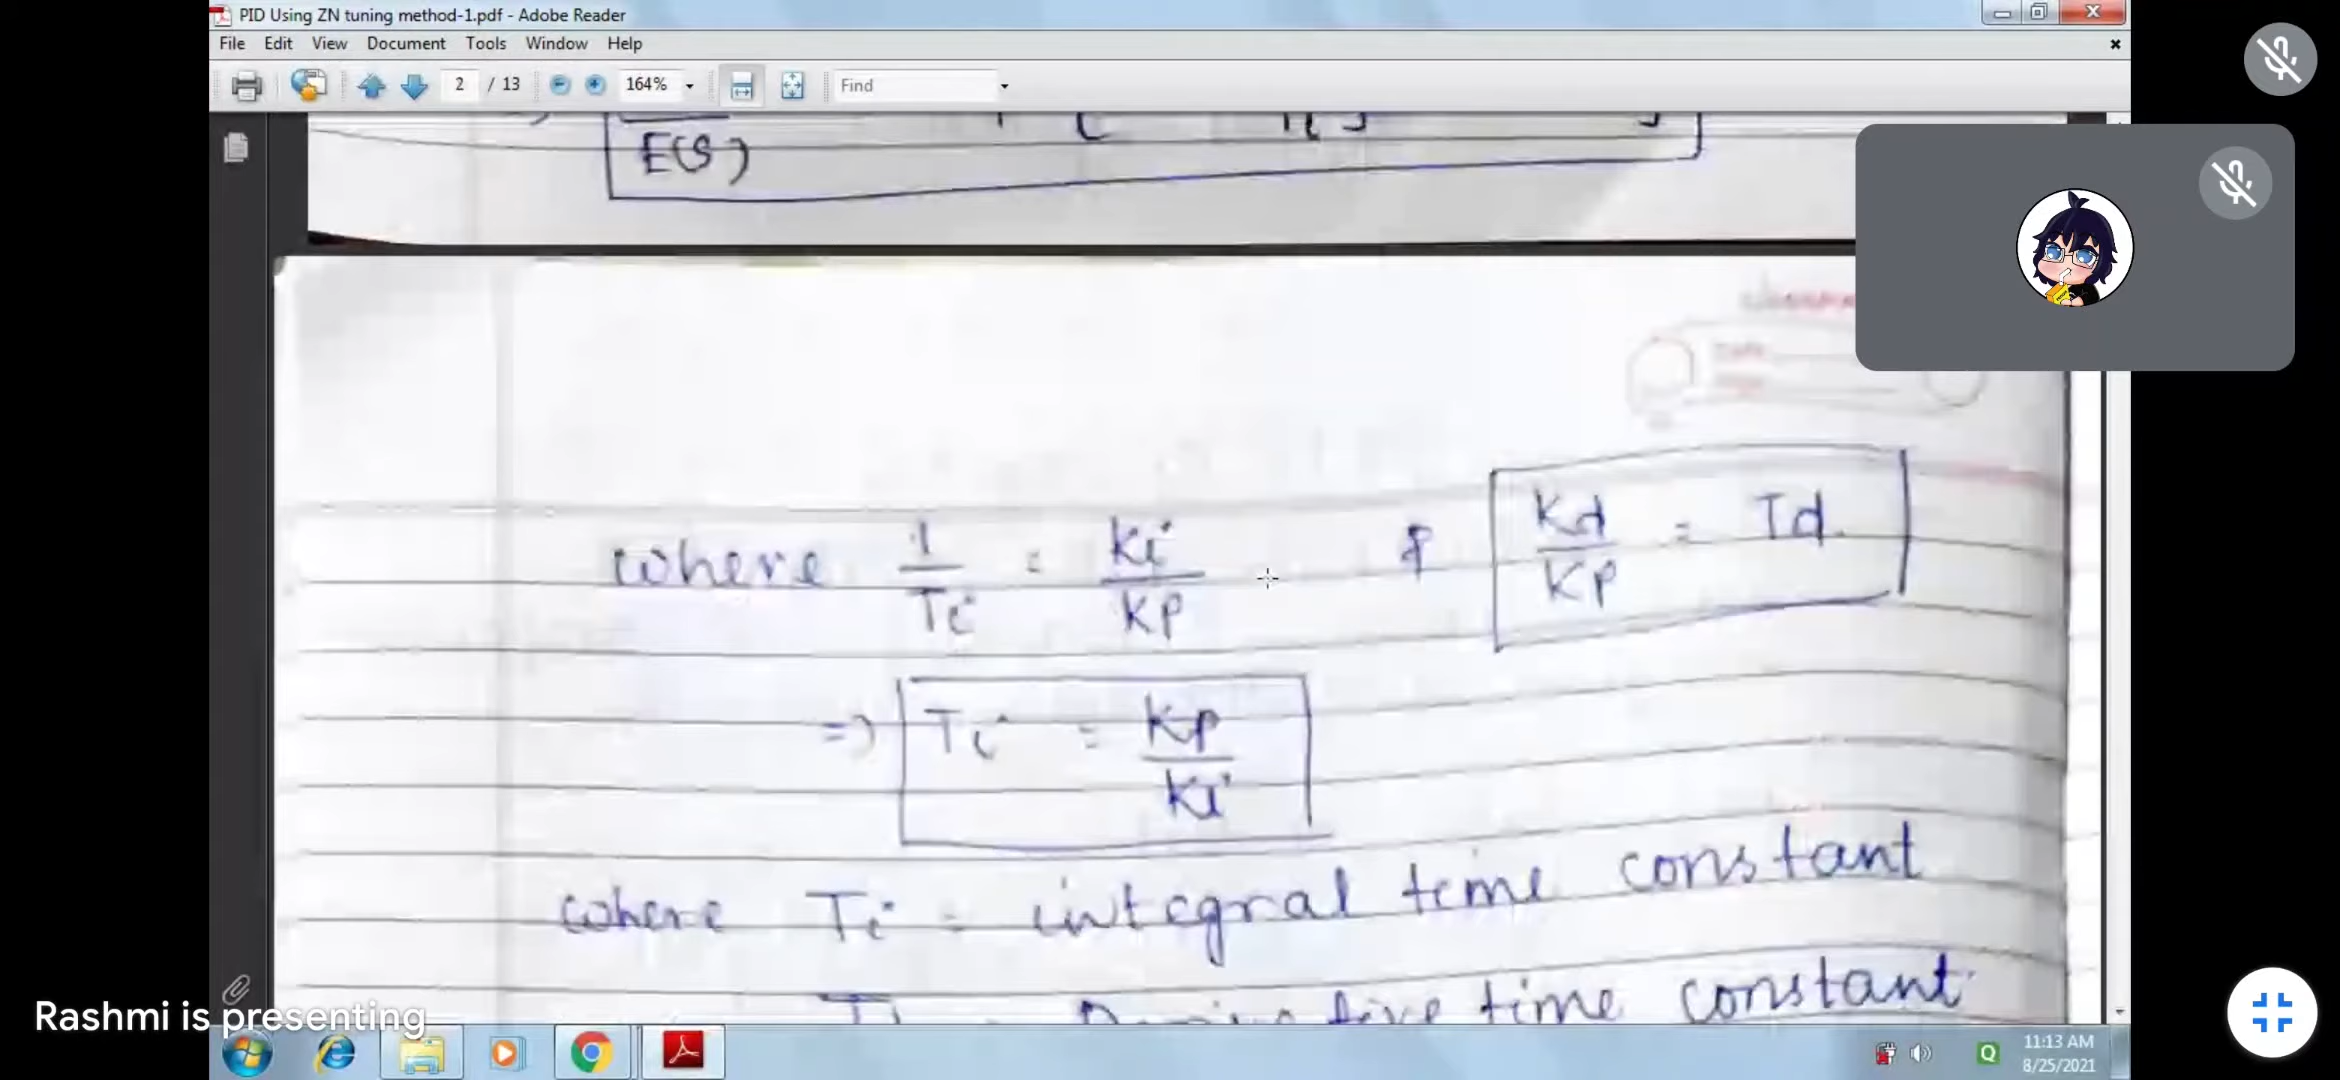 PID Using ZN tuning method-1.pdf - Adobe Reader
File Edit View Document Tools Window Help
2 / 13 164% Find
E(s)
where 1/Ti = Ki/Kp & Kd/Kp = Td.
=> Ti = Kp/Ki
where Ti = integral time constant
time constant
Rashmi is presenting
11:13 AM
8/25/2021